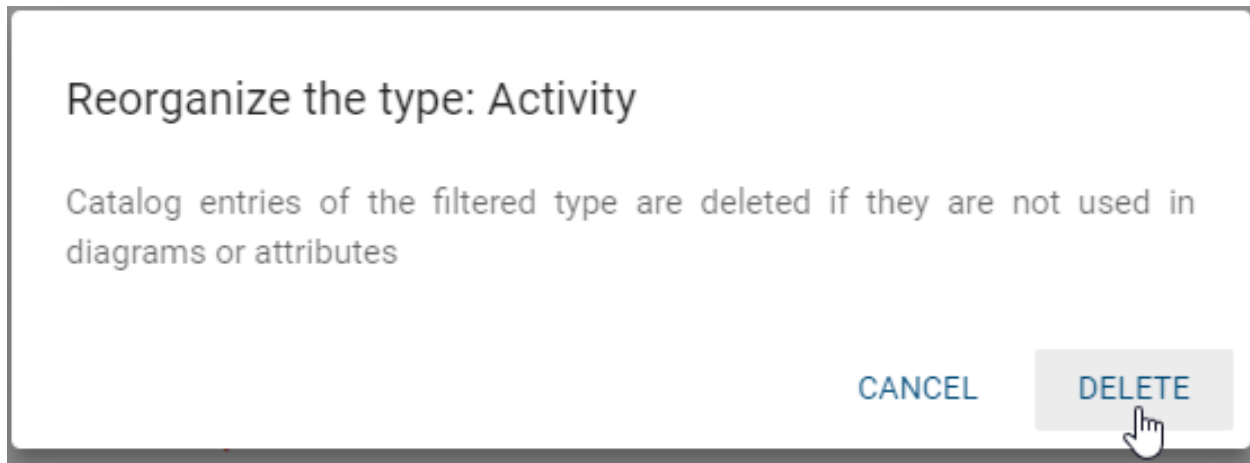 Reorganize the type: Activity
Catalog entries of the filtered type are deleted if they are not used in
diagrams or attributes
CANCEL
DELETE